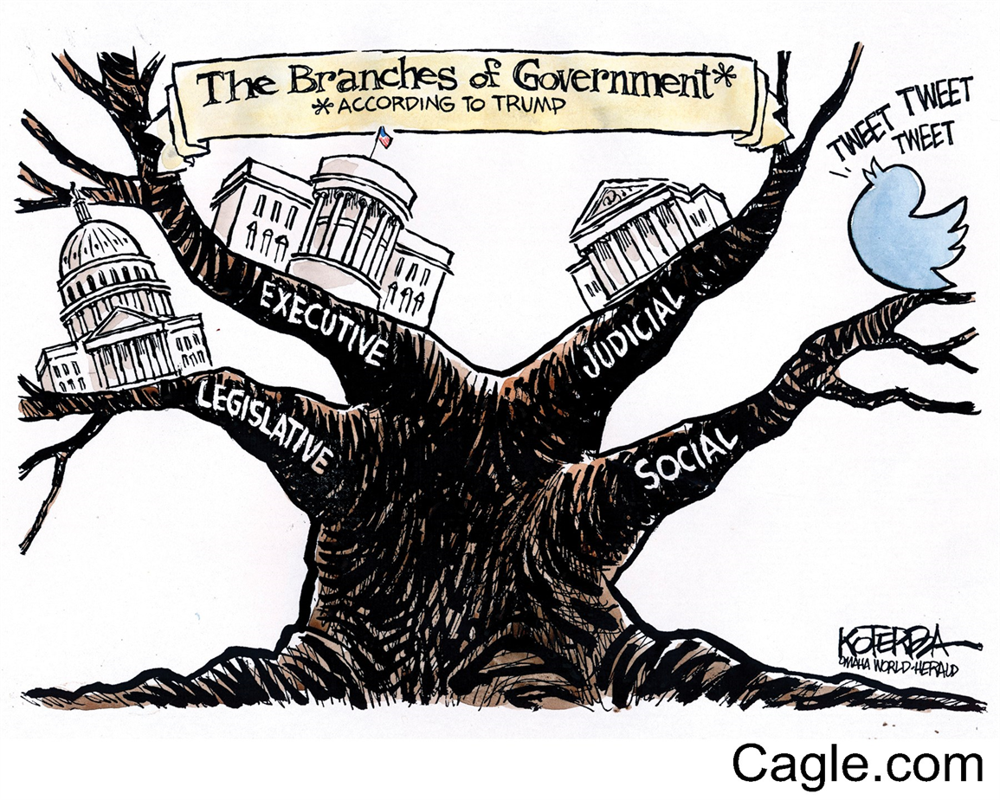 The Branches of Government*
*ACCORDING TO TRUMP
TWEET TWEET
TWEET
EXECUTIVE
JUDICIAL
LEGISLATIVE
SOCIAL
KOTERBA
OMAHA WORLD-HERALD
Cagle.com